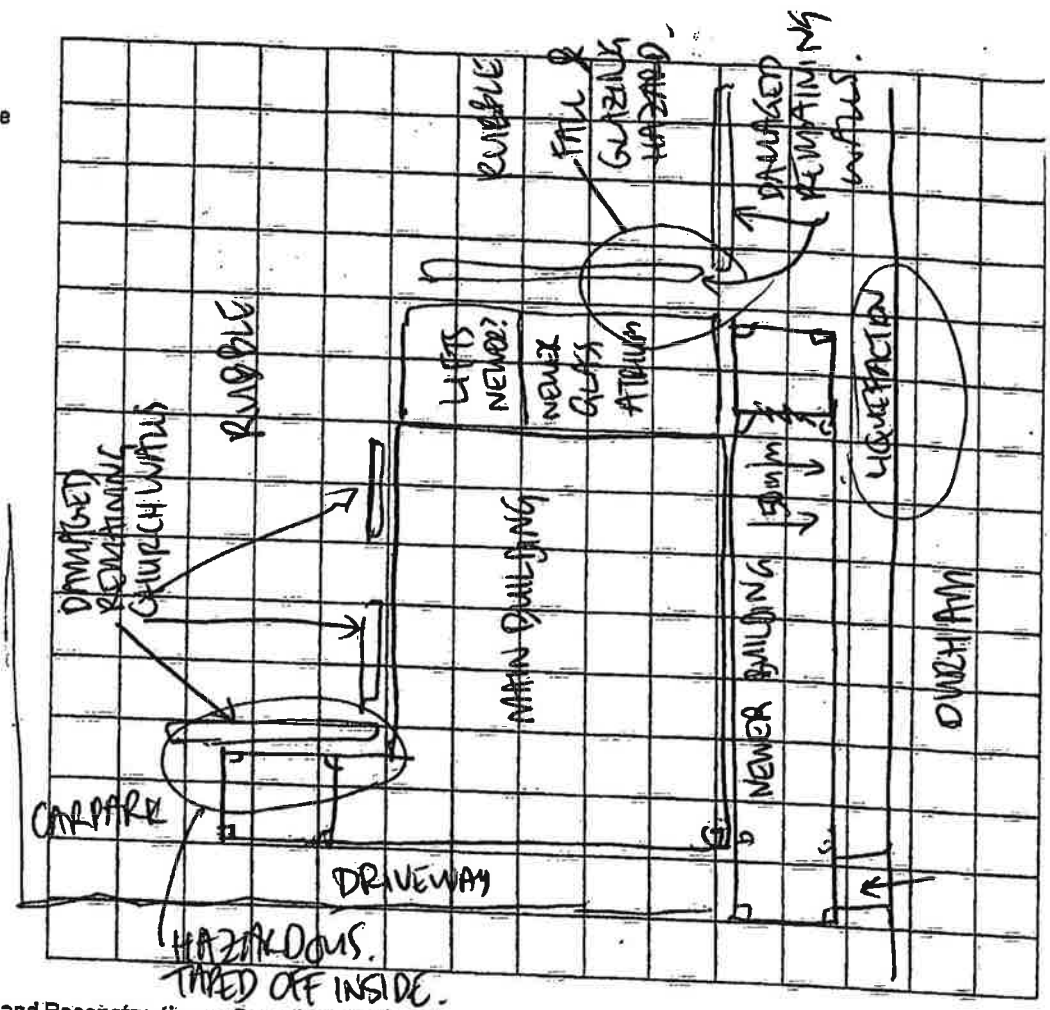 e
RUBBLE
FALL &
GLAZING
HAZARD
DAMAGED
REMAINING
WALLS.
RUBBLE
LIFTS
NEWER?
NEWER
GLASS
ATRIUM
LIQUEFACTION
DAMAGED
REMAINING
CHURCH WALLS
MAIN BUILDING
NEWER BUILDING
50mm
DURHAM
CARPARK
DRIVEWAY
HAZARDOUS.
TAPED OFF INSIDE.